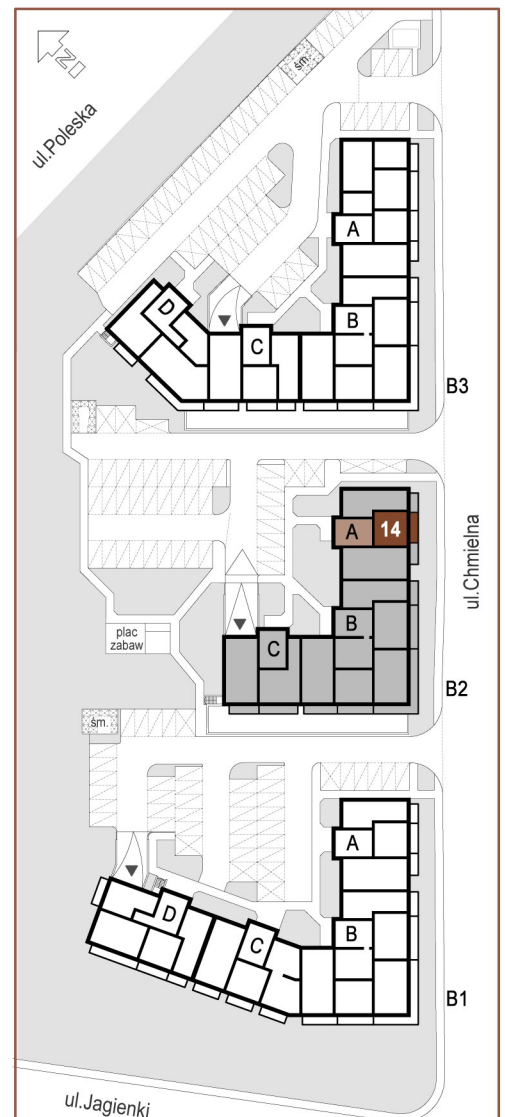 N
ul.Poleska
śm.
A
D
B
C
B3
A
14
ul.Chmielna
B
C
plac
zabaw
B2
śm.
A
D
B
C
B1
ul.Jagienki